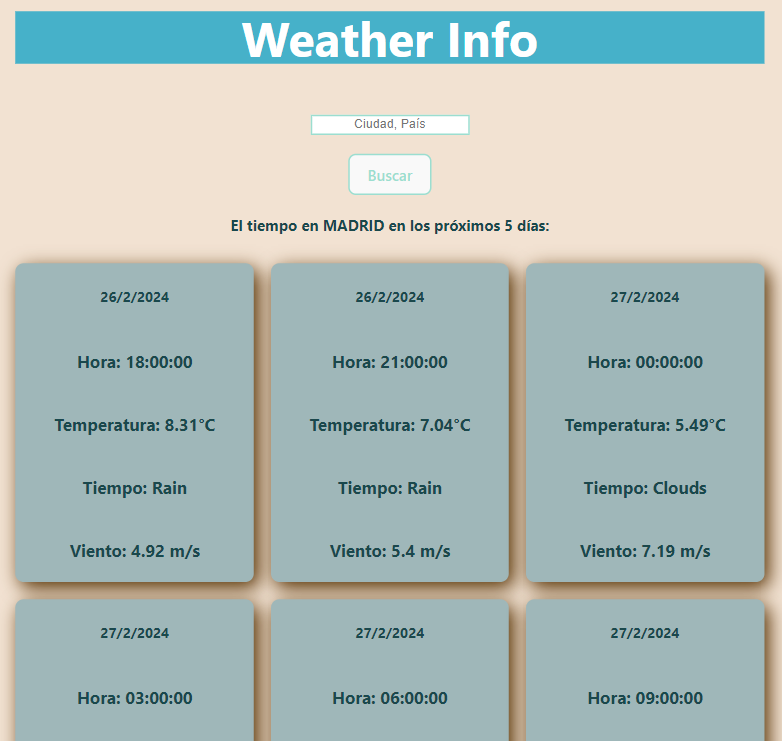 Weather Info
Ciudad, País
Buscar
El tiempo en MADRID en los próximos 5 días:
26/2/2024
Hora: 18:00:00
Temperatura: 8.31°C
Tiempo: Rain
Viento: 4.92 m/s
26/2/2024
Hora: 21:00:00
Temperatura: 7.04°C
Tiempo: Rain
Viento: 5.4 m/s
27/2/2024
Hora: 00:00:00
Temperatura: 5.49°C
Tiempo: Clouds
Viento: 7.19 m/s
27/2/2024
Hora: 03:00:00
27/2/2024
Hora: 06:00:00
27/2/2024
Hora: 09:00:00